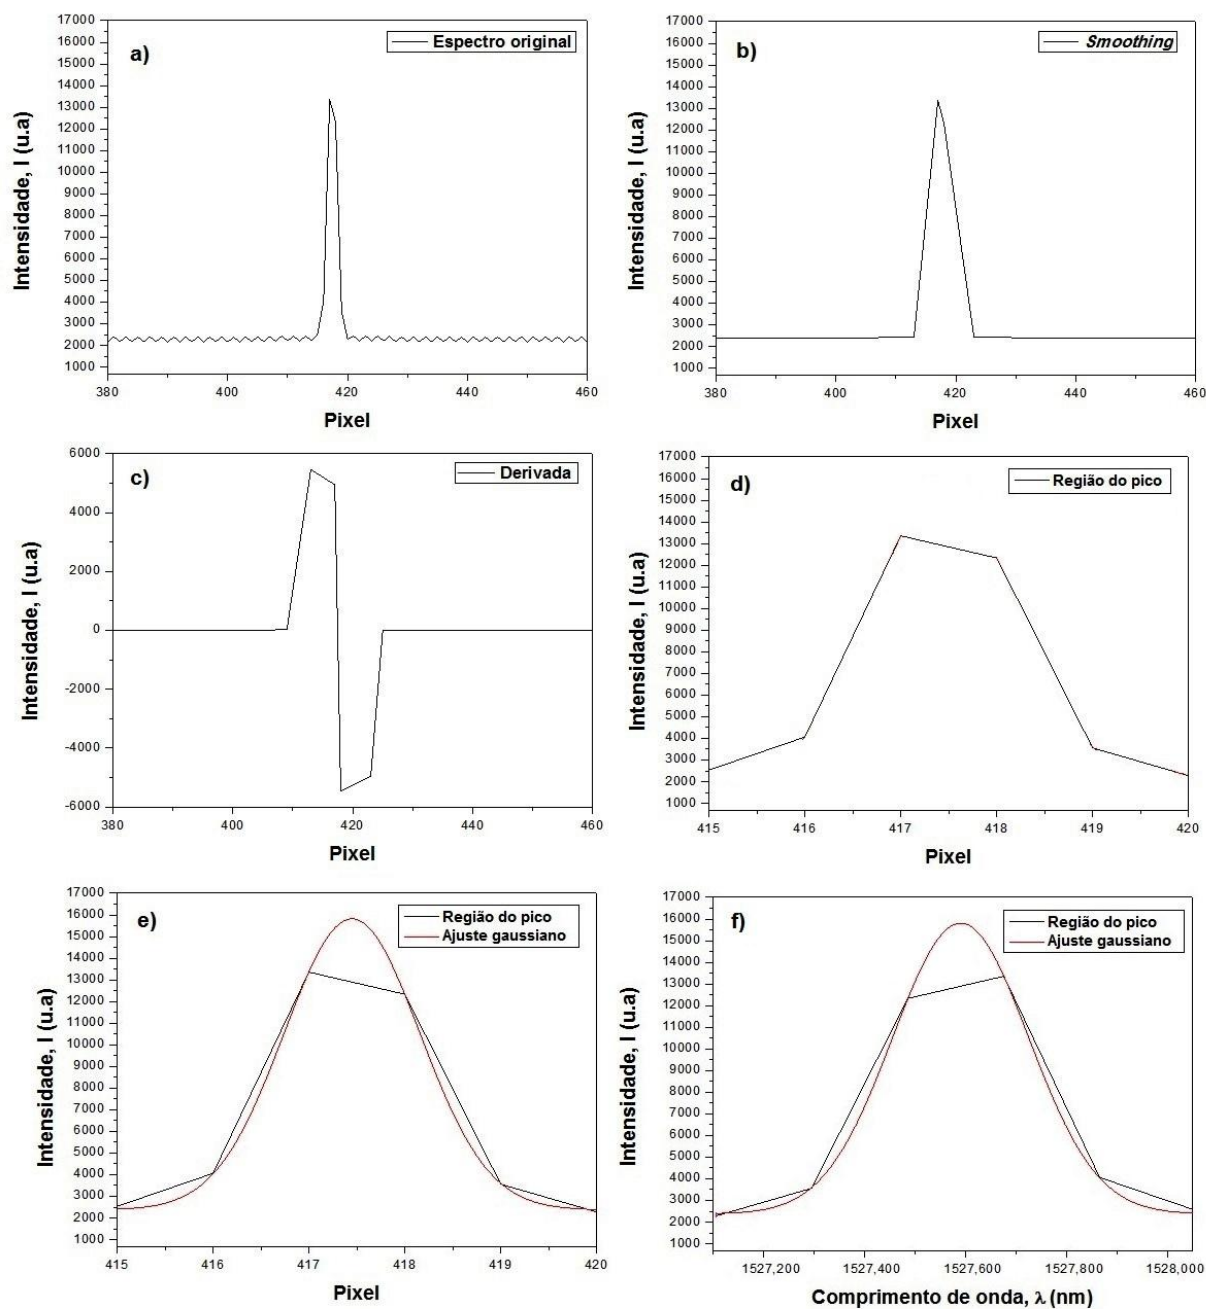 a)
Espectro original
17000
16000
15000
14000
13000
12000
11000
10000
9000
8000
7000
6000
5000
4000
3000
2000
1000
Intensidade, I (u.a)
380 400 420 440 460
Pixel
b)
Smoothing
17000
16000
15000
14000
13000
12000
11000
10000
9000
8000
7000
6000
5000
4000
3000
2000
1000
Intensidade, I (u.a)
380 400 420 440 460
Pixel
c)
Derivada
6000
4000
2000
0
-2000
-4000
-6000
Intensidade, I (u.a)
380 400 420 440 460
Pixel
d)
Região do pico
17000
16000
15000
14000
13000
12000
11000
10000
9000
8000
7000
6000
5000
4000
3000
2000
1000
Intensidade, I (u.a)
415 416 417 418 419 420
Pixel
e)
Região do pico
Ajuste gaussiano
17000
16000
15000
14000
13000
12000
11000
10000
9000
8000
7000
6000
5000
4000
3000
2000
1000
Intensidade, I (u.a)
415 416 417 418 419 420
Pixel
f)
Região do pico
Ajuste gaussiano
17000
16000
15000
14000
13000
12000
11000
10000
9000
8000
7000
6000
5000
4000
3000
2000
1000
Intensidade, I (u.a)
1527,200 1527,400 1527,600 1527,800 1528,000
Comprimento de onda, λ (nm)